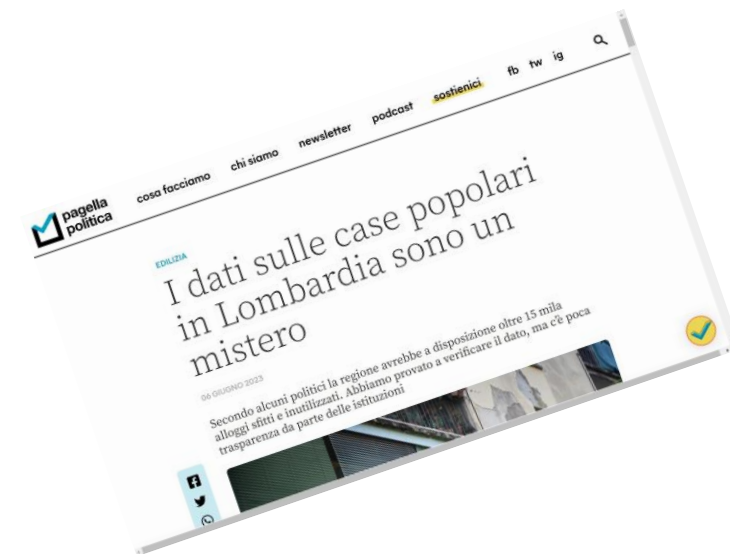 pagella
politica
cosa facciamo chi siamo newsletter podcast sostienici fb tw ig
EDILIZIA
I dati sulle case popolari
in Lombardia sono un
mistero
06 GIUGNO 2023
Secondo alcuni politici la regione avrebbe a disposizione oltre 15 mila
alloggi sfitti e inutilizzati. Abbiamo provato a verificare il dato, ma c'è poca
trasparenza da parte delle istituzioni